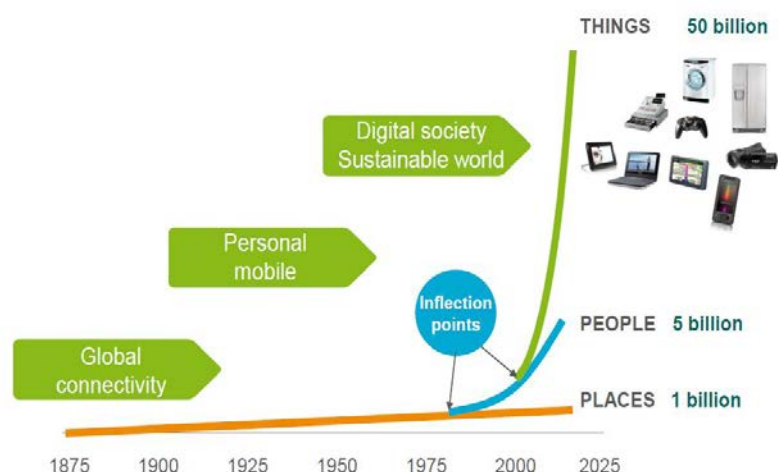 THINGS 50 billion
Digital society
Sustainable world
Personal
mobile
Inflection
points
PEOPLE 5 billion
Global
connectivity
PLACES 1 billion
1875 1900 1925 1950 1975 2000 2025